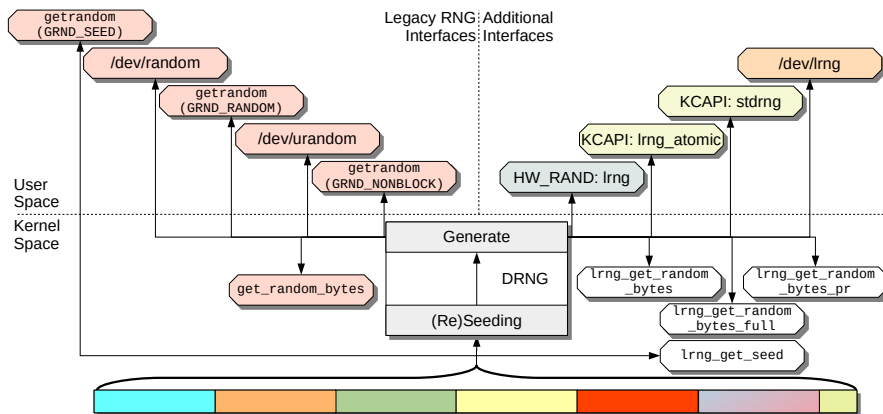 getrandom
(GRND_SEED)
Legacy RNG
Interfaces
Additional
Interfaces
/dev/random
/dev/lrng
getrandom
(GRND_RANDOM)
KCAPI: stdrng
/dev/urandom
KCAPI: lrng_atomic
getrandom
(GRND_NONBLOCK)
HW_RAND: lrng
User
Space
Kernel
Space
Generate
DRNG
(Re)Seeding
get_random_bytes
lrng_get_random
_bytes
lrng_get_random
_bytes_pr
lrng_get_random
_bytes_full
lrng_get_seed